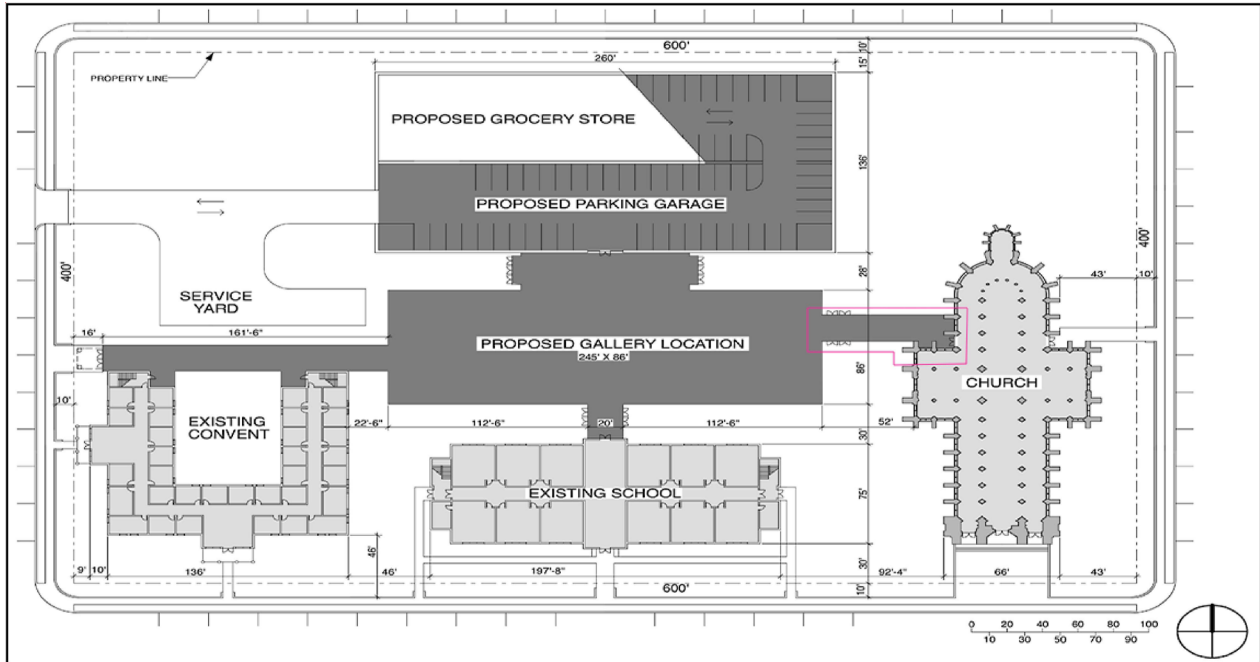 600'
10'
260'
15'
PROPERTY LINE
PROPOSED GROCERY STORE
136'
PROPOSED PARKING GARAGE
400'
400'
28'
43'
10'
SERVICE
YARD
16'
161'-6"
PROPOSED GALLERY LOCATION
245' X 86'
86'
CHURCH
10'
EXISTING
CONVENT
22'-6"
112'-6"
20'
112'-6"
52'
30'
EXISTING SCHOOL
75'
46'
30'
9'
10'
136'
46'
197'-8"
92'-4"
66'
43'
600'
10'
0 20 40 60 80 100
10 30 50 70 90